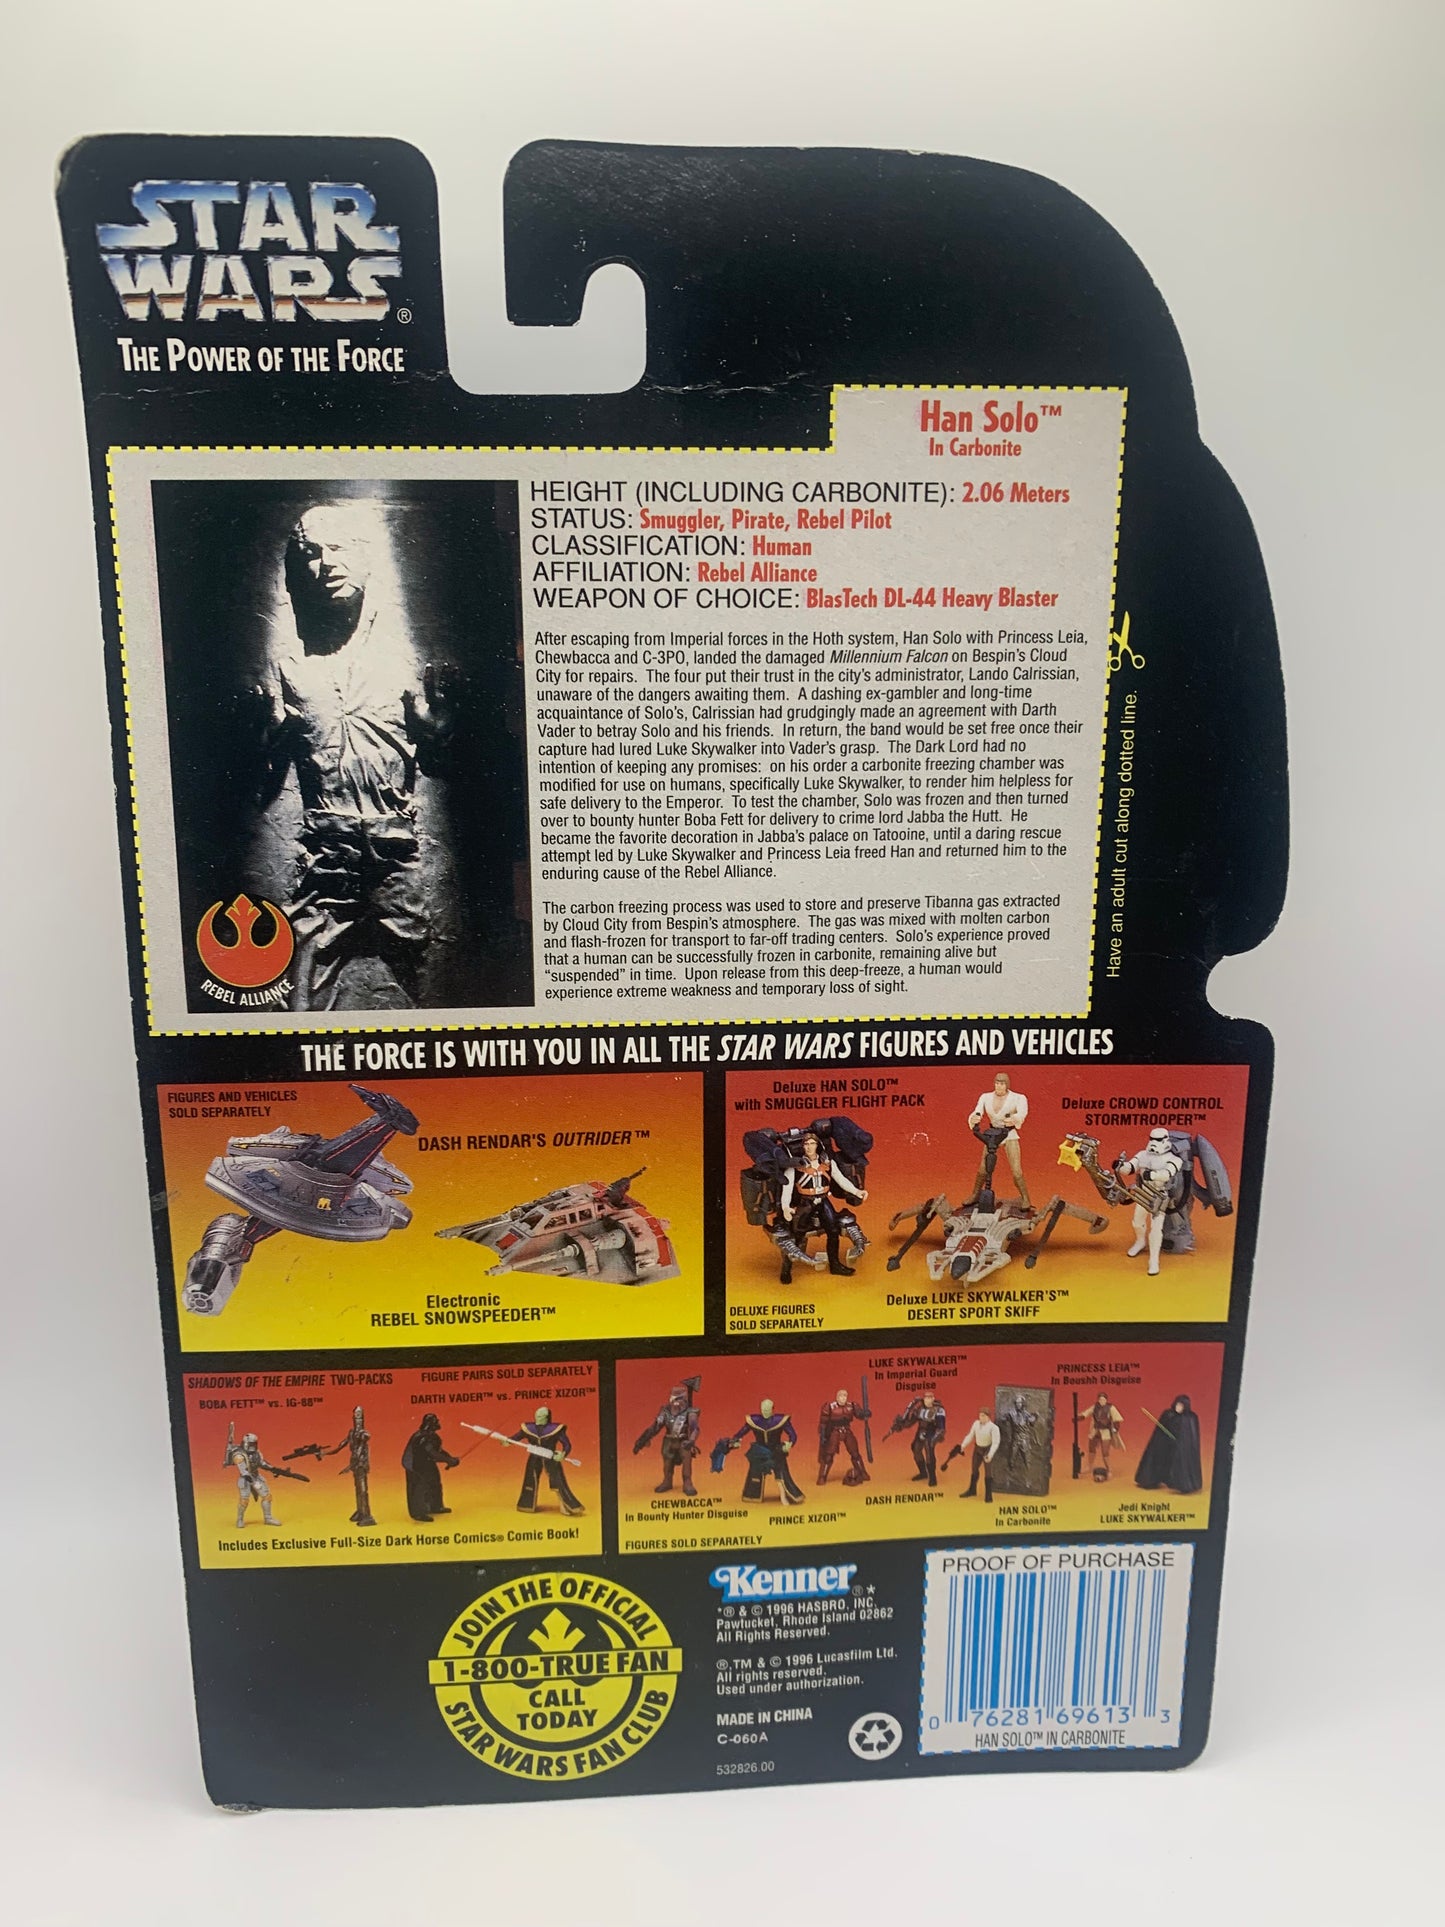 STAR
WARS®
THE POWER OF THE FORCE
Han Solo™
In Carbonite
HEIGHT (INCLUDING CARBONITE): 2.06 Meters
STATUS: Smuggler, Pirate, Rebel Pilot
CLASSIFICATION: Human
AFFILIATION: Rebel Alliance
WEAPON OF CHOICE: BlasTech DL-44 Heavy Blaster
After escaping from Imperial forces in the Hoth system, Han Solo with Princess Leia,
Chewbacca and C-3PO, landed the damaged Millennium Falcon on Bespin's Cloud
City for repairs. The four put their trust in the city's administrator, Lando Calrissian,
unaware of the dangers awaiting them. A dashing ex-gambler and long-time
acquaintance of Solo's, Calrissian had grudgingly made an agreement with Darth
Vader to betray Solo and his friends. In return, the band would be set free once their
capture had lured Luke Skywalker into Vader's grasp. The Dark Lord had no
intention of keeping any promises: on his order a carbonite freezing chamber was
modified for use on humans, specifically Luke Skywalker, to render him helpless for
safe delivery to the Emperor. To test the chamber, Solo was frozen and then turned
over to bounty hunter Boba Fett for delivery to crime lord Jabba the Hutt. He
became the favorite decoration in Jabba's palace on Tatooine, until a daring rescue
attempt led by Luke Skywalker and Princess Leia freed Han and returned him to the
enduring cause of the Rebel Alliance.
The carbon freezing process was used to store and preserve Tibanna gas extracted
by Cloud City from Bespin's atmosphere. The gas was mixed with molten carbon
and flash-frozen for transport to far-off trading centers. Solo's experience proved
that a human can be successfully frozen in carbonite, remaining alive but
"suspended" in time. Upon release from this deep-freeze, a human would
experience extreme weakness and temporary loss of sight.
REBEL ALLIANCE
Have an adult cut along dotted line.
THE FORCE IS WITH YOU IN ALL THE STAR WARS FIGURES AND VEHICLES
FIGURES AND VEHICLES
SOLD SEPARATELY
DASH RENDAR'S OUTRIDER™
Electronic
REBEL SNOWSPEEDER™
Deluxe HAN SOLO™
with SMUGGLER FLIGHT PACK
Deluxe CROWD CONTROL
STORMTROOPER™
DELUXE FIGURES
SOLD SEPARATELY
Deluxe LUKE SKYWALKER'S™
DESERT SPORT SKIFF
SHADOWS OF THE EMPIRE TWO-PACKS
FIGURE PAIRS SOLD SEPARATELY
BOBA FETT™ vs. IG-88™
DARTH VADER™ vs. PRINCE XIZOR™
Includes Exclusive Full-Size Dark Horse Comics® Comic Book!
LUKE SKYWALKER™
In Imperial Guard
Disguise
PRINCESS LEIA™
In Boushh Disguise
CHEWBACCA™
In Bounty Hunter Disguise
PRINCE XIZOR™
DASH RENDAR™
HAN SOLO™
In Carbonite
Jedi Knight
LUKE SKYWALKER™
FIGURES SOLD SEPARATELY
JOIN THE OFFICIAL
1-800-TRUE FAN
CALL
TODAY
STAR WARS FAN CLUB
Kenner®*
*® & © 1996 HASBRO, INC.
Pawtucket, Rhode Island 02862
All Rights Reserved.
®,TM & © 1996 Lucasfilm Ltd.
All rights reserved.
Used under authorization.
MADE IN CHINA
C-060A
532826.00
PROOF OF PURCHASE
0 76281 69613 3
HAN SOLO™ IN CARBONITE